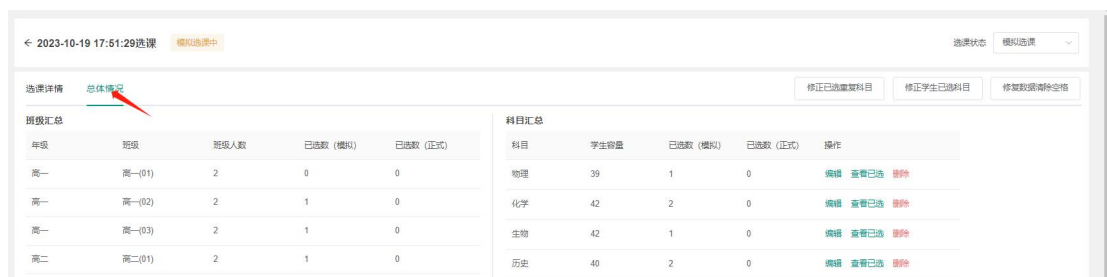 ← 2023-10-19 17:51:29选课 模拟选课中 选课状态 模拟选课
选课详情 总体情况 修正已选重复科目 修正学生已选科目 修复数据清除空格
班级汇总
年级 班级 班级人数 已选数（模拟） 已选数（正式）
高一 高一(01) 2 0 0
高一 高一(02) 2 1 0
高一 高一(03) 2 1 0
高二 高二(01) 2 1 0
科目汇总
科目 学生容量 已选数（模拟） 已选数（正式） 操作
物理 39 1 0 编辑 查看已选 删除
化学 42 2 0 编辑 查看已选 删除
生物 42 1 0 编辑 查看已选 删除
历史 40 2 0 编辑 查看已选 删除